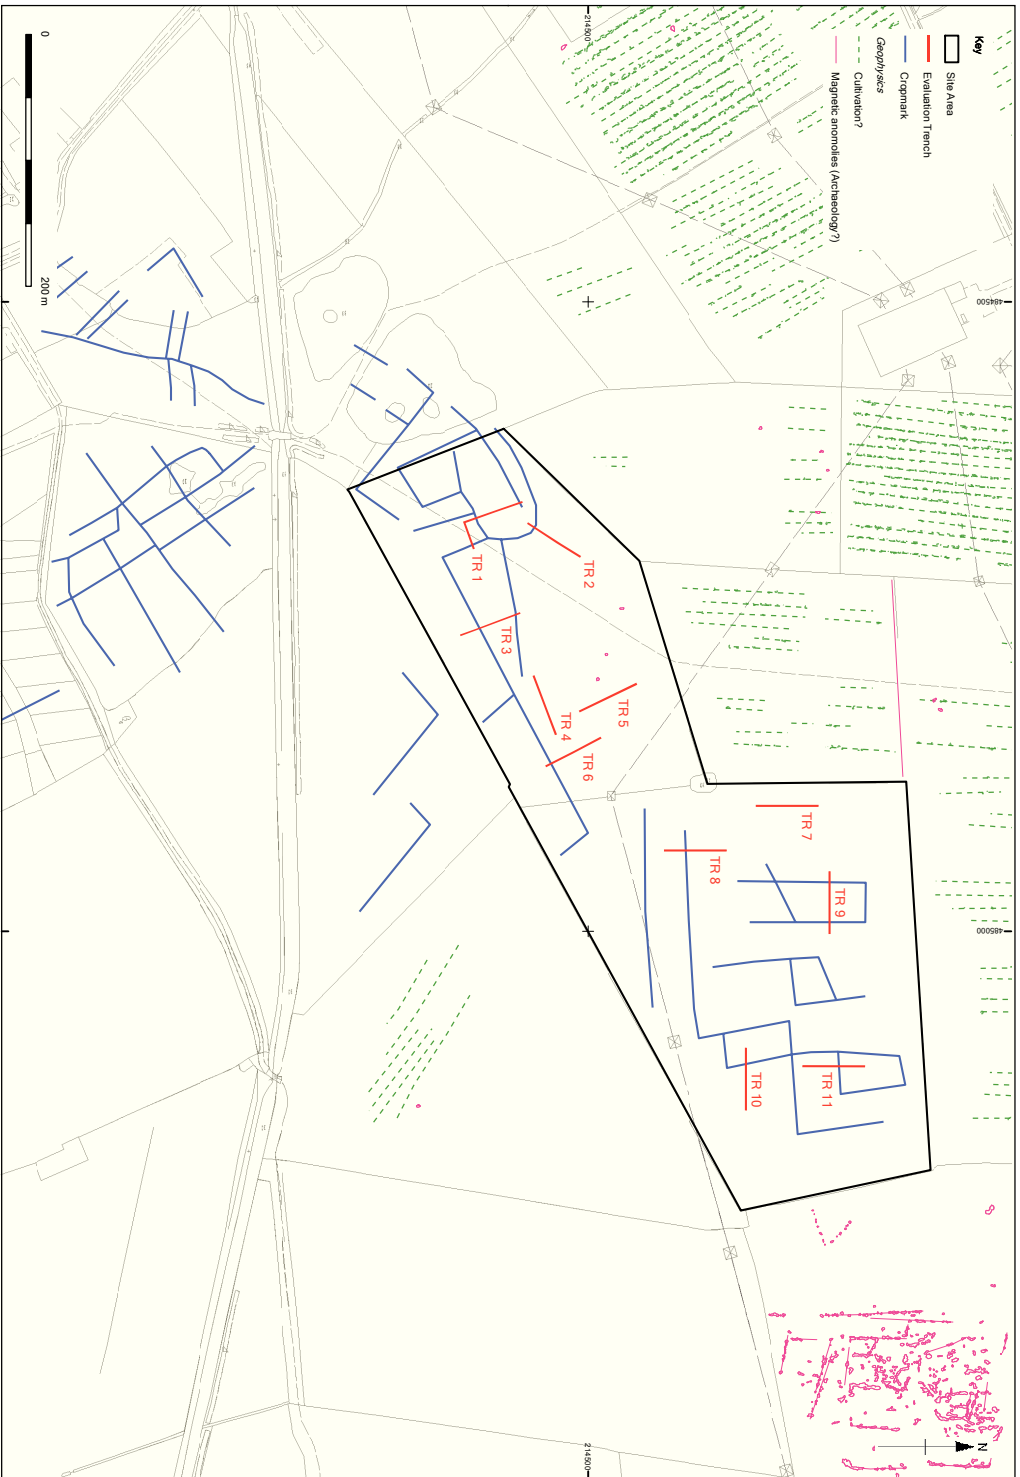 Key
Site Area
Evaluation Trench
Cropmark
Geophysics
Cultivation?
Magnetic anomolies (Archaeology?)
0
200 m
214500
484500
TR 1
TR 2
TR 3
TR 4
TR 5
TR 6
TR 7
TR 8
TR 9
TR 10
TR 11
485000
214500
N